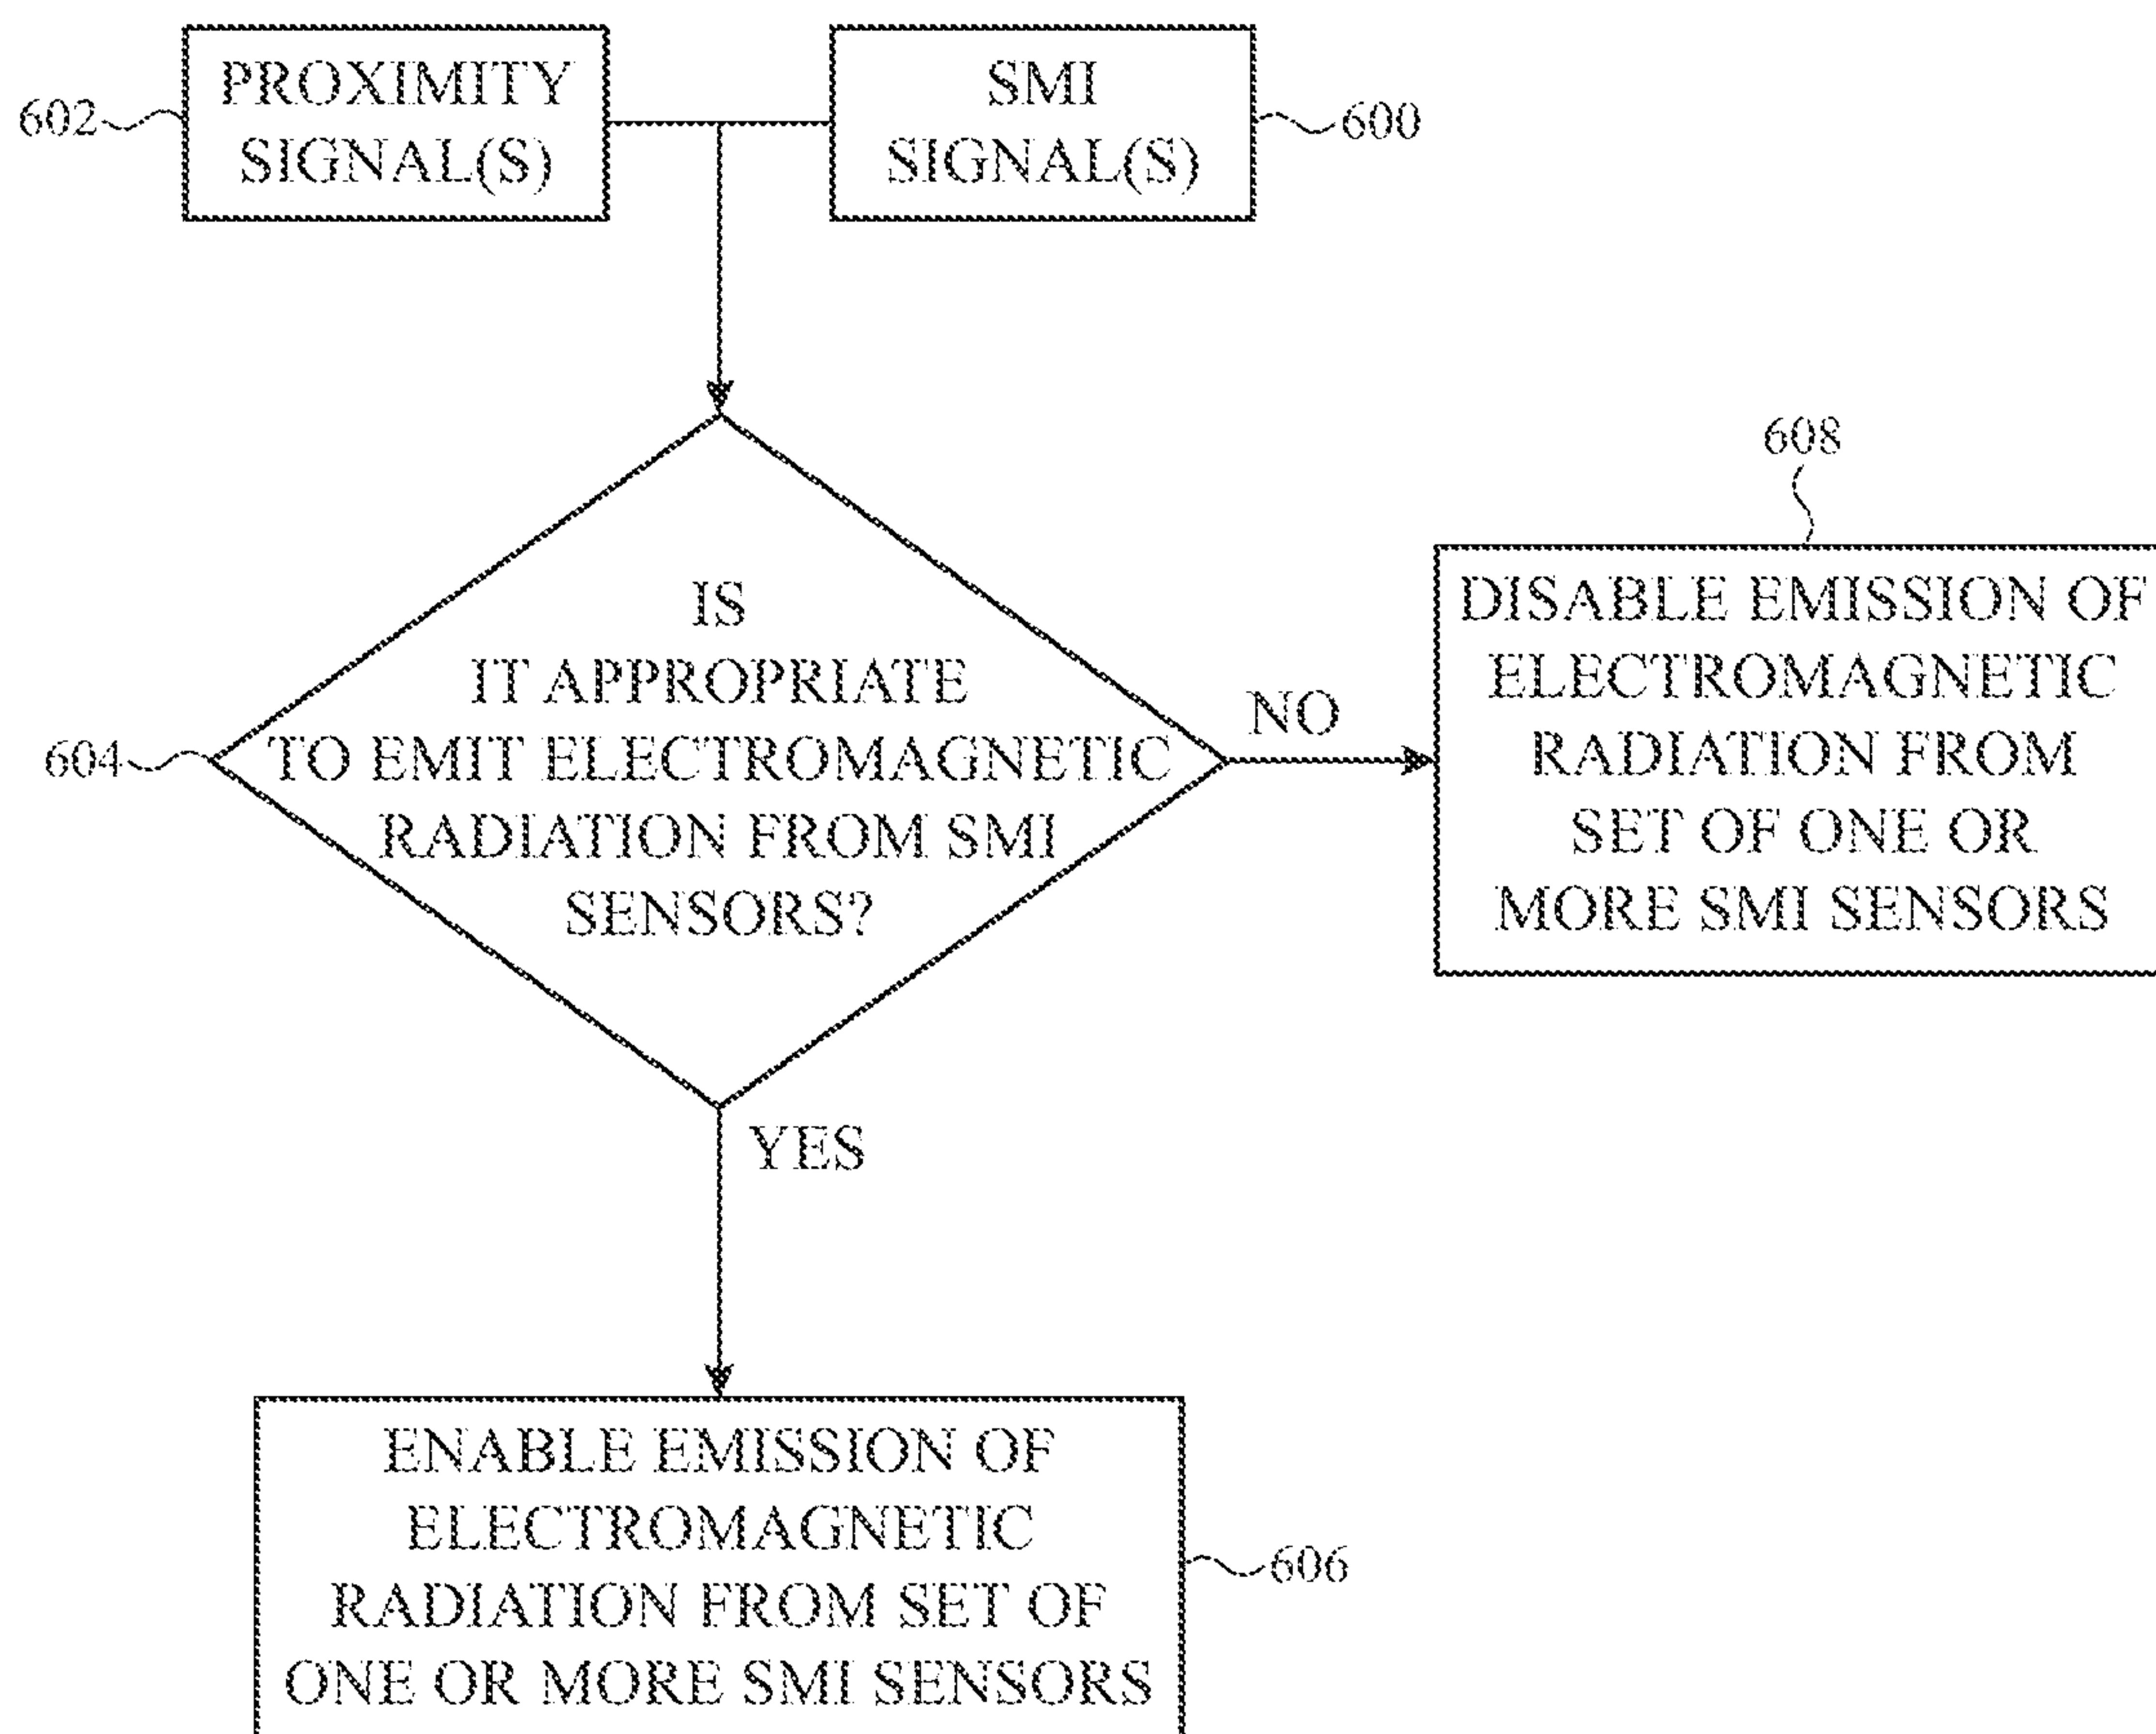 602
PROXIMITY
SIGNAL(S)
SMI
SIGNAL(S)
600
604
IS
IT APPROPRIATE
TO EMIT ELECTROMAGNETIC
RADIATION FROM SMI
SENSORS?
NO
608
DISABLE EMISSION OF
ELECTROMAGNETIC
RADIATION FROM
SET OF ONE OR
MORE SMI SENSORS
YES
ENABLE EMISSION OF
ELECTROMAGNETIC
RADIATION FROM SET OF
ONE OR MORE SMI SENSORS
606